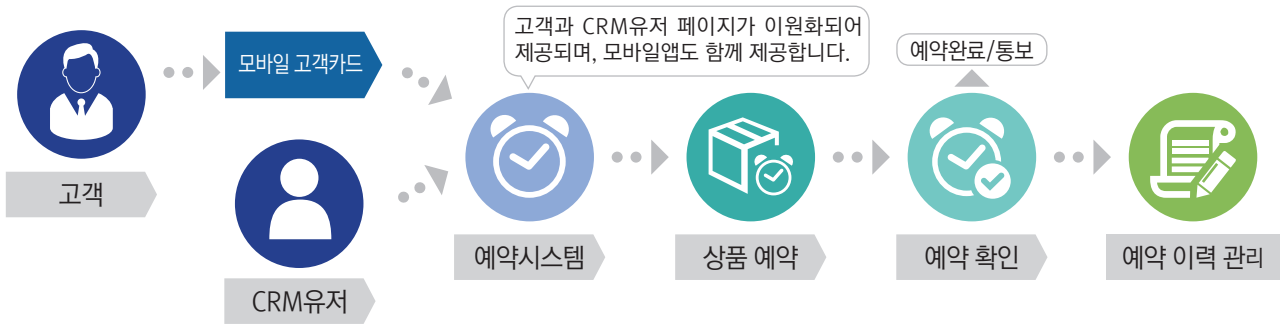 고객과 CRM유저 페이지가 이원화되어
제공되며, 모바일앱도 함께 제공합니다.
예약완료/통보
모바일 고객카드
고객
CRM유저
예약시스템
상품 예약
예약 확인
예약 이력 관리